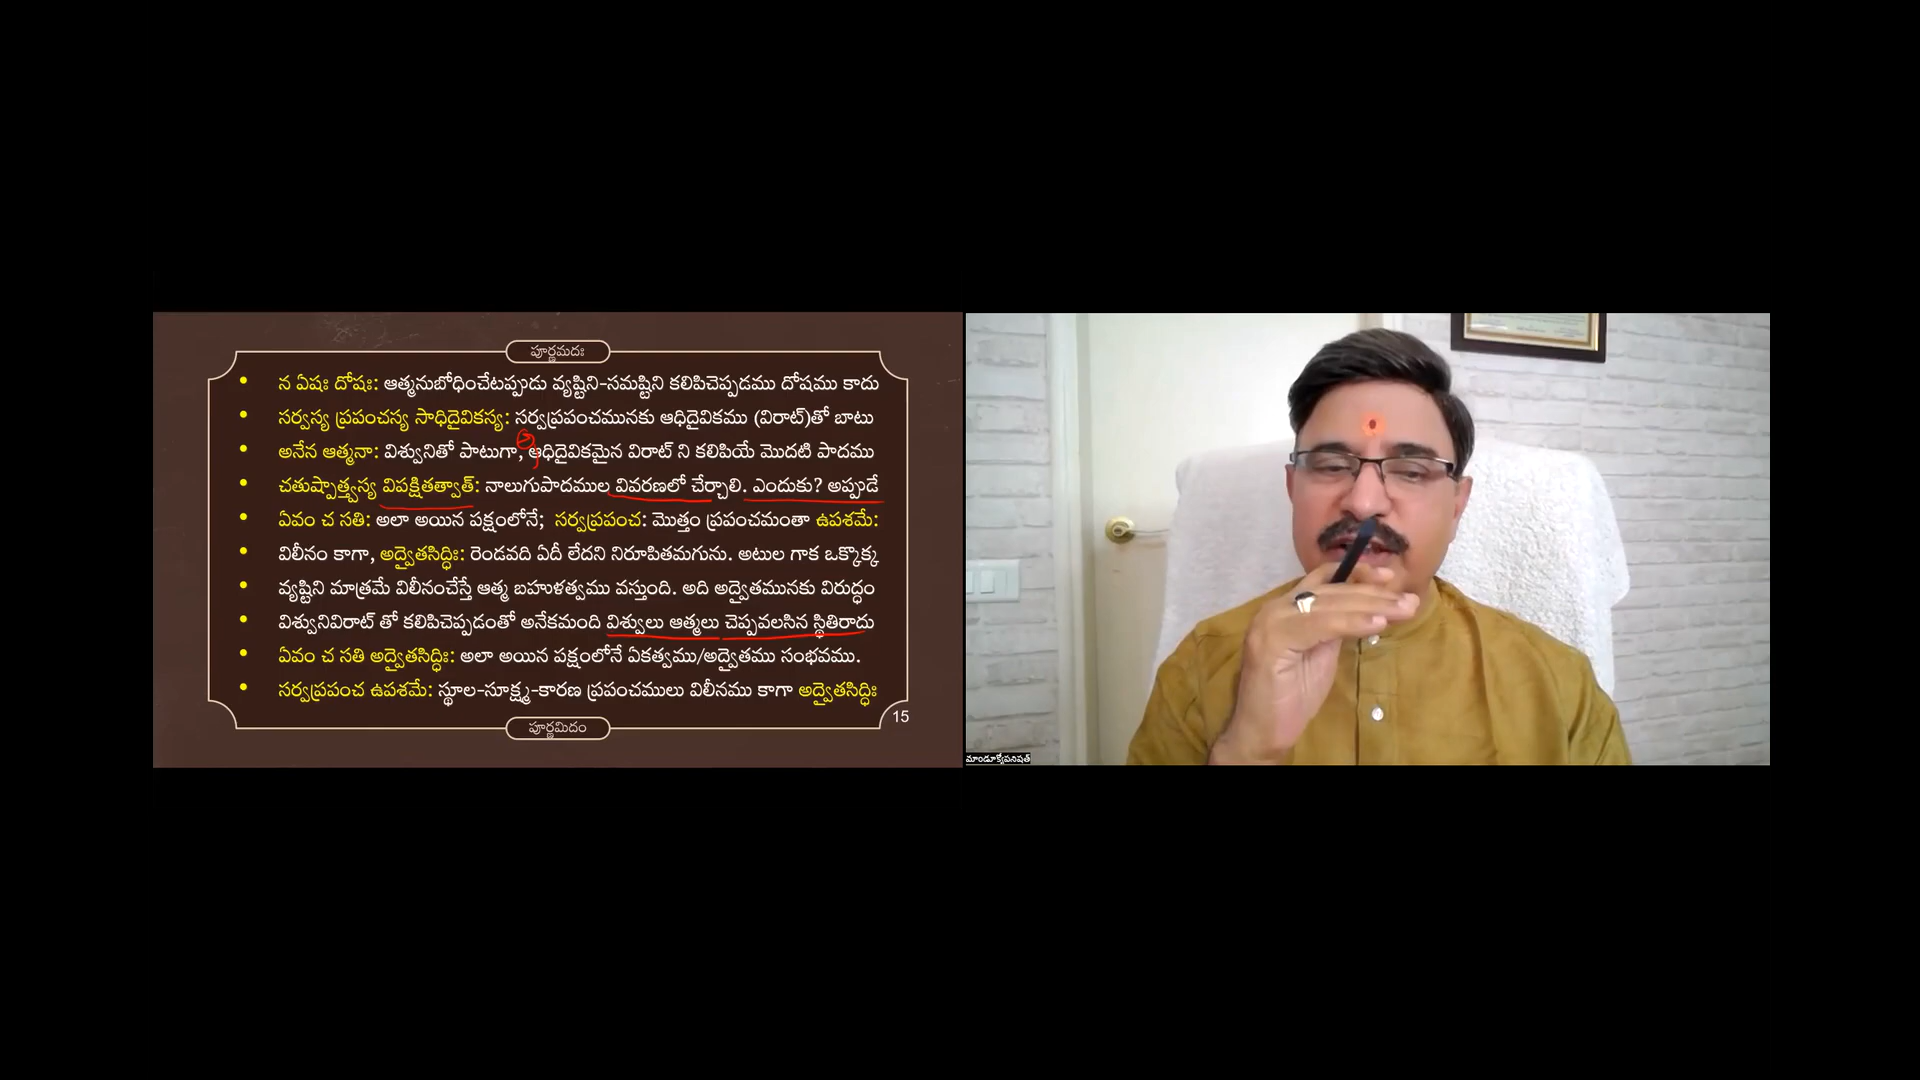 పూర్ణమదః
• న ఏషః దోషః: ఆత్మనుబోధించేటప్పుడు వ్యష్టిని-సమష్టిని కలిపిచెప్పడము దోషము కాదు
• సర్వస్య ప్రపంచస్య సాధిదైవికస్య: సర్వప్రపంచమునకు ఆధిదైవికము (విరాట్)తో బాటు
• అనేన ఆత్మనా: విశ్వునితో పాటుగా, ఆధిదైవికమైన విరాట్ ని కలిపియే మొదటి పాదము
• చతుష్పాత్త్వస్య విపక్షితత్వాత్: నాలుగుపాదముల వివరణలో చేర్చాలి. ఎందుకు? అప్పుడే
• ఏవం చ సతి: అలా అయిన పక్షంలోనే; సర్వప్రపంచ: మొత్తం ప్రపంచమంతా ఉపశమే:
• విలీనం కాగా, అద్వైతసిద్ధిః: రెండవది ఏదీ లేదని నిరూపితమగును. అటుల గాక ఒక్కొక్క
• వ్యష్టిని మాత్రమే విలీనంచేస్తే ఆత్మ బహుళత్వము వస్తుంది. అది అద్వైతమునకు విరుద్ధం
• విశ్వునివిరాట్ తో కలిపిచెప్పడంతో అనేకమంది విశ్వులు ఆత్మలు చెప్పవలసిన స్థితిరాదు
• ఏవం చ సతి అద్వైతసిద్ధిః: అలా అయిన పక్షంలోనే ఏకత్వము/అద్వైతము సంభవము.
• సర్వప్రపంచ ఉపశమే: స్థూల-సూక్ష్మ-కారణ ప్రపంచములు విలీనము కాగా అద్వైతసిద్ధిః
15
పూర్ణమిదం
మాండూక్యోపనిషత్